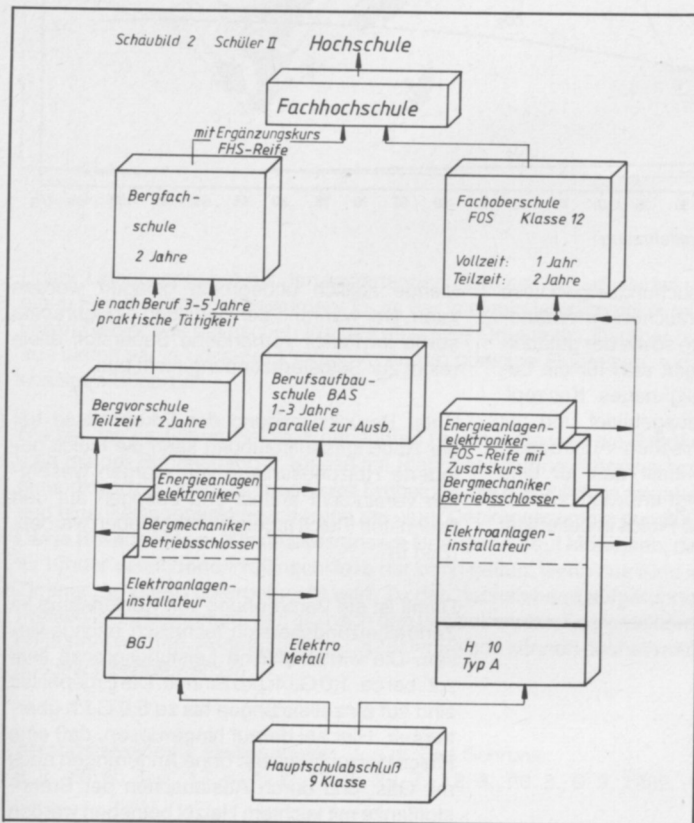 Schaubild 2 Schüler II
Hochschule
Fachhochschule
mit Ergänzungskurs
FHS-Reife
Bergfach-
schule
2 Jahre
Fachoberschule
FOS Klasse 12
Vollzeit: 1 Jahr
Teilzeit: 2 Jahre
je nach Beruf 3-5 Jahre
praktische Tätigkeit
Bergvorschule
Teilzeit 2 Jahre
Berufsaufbau-
schule BAS
1-3 Jahre
parallel zur Ausb.
Energieanlagen
elektroniker
Bergmechaniker
Betriebsschlosser
Elektroanlagen-
installateur
BGJ
Elektro
Metall
Energieanlagen-
elektroniker
FOS-Reife mit
Zusatskurs
Bergmechaniker
Betriebsschlosser
Elektroanlagen-
installateur
H 10
Typ A
Hauptschulabschluß
9 Klasse